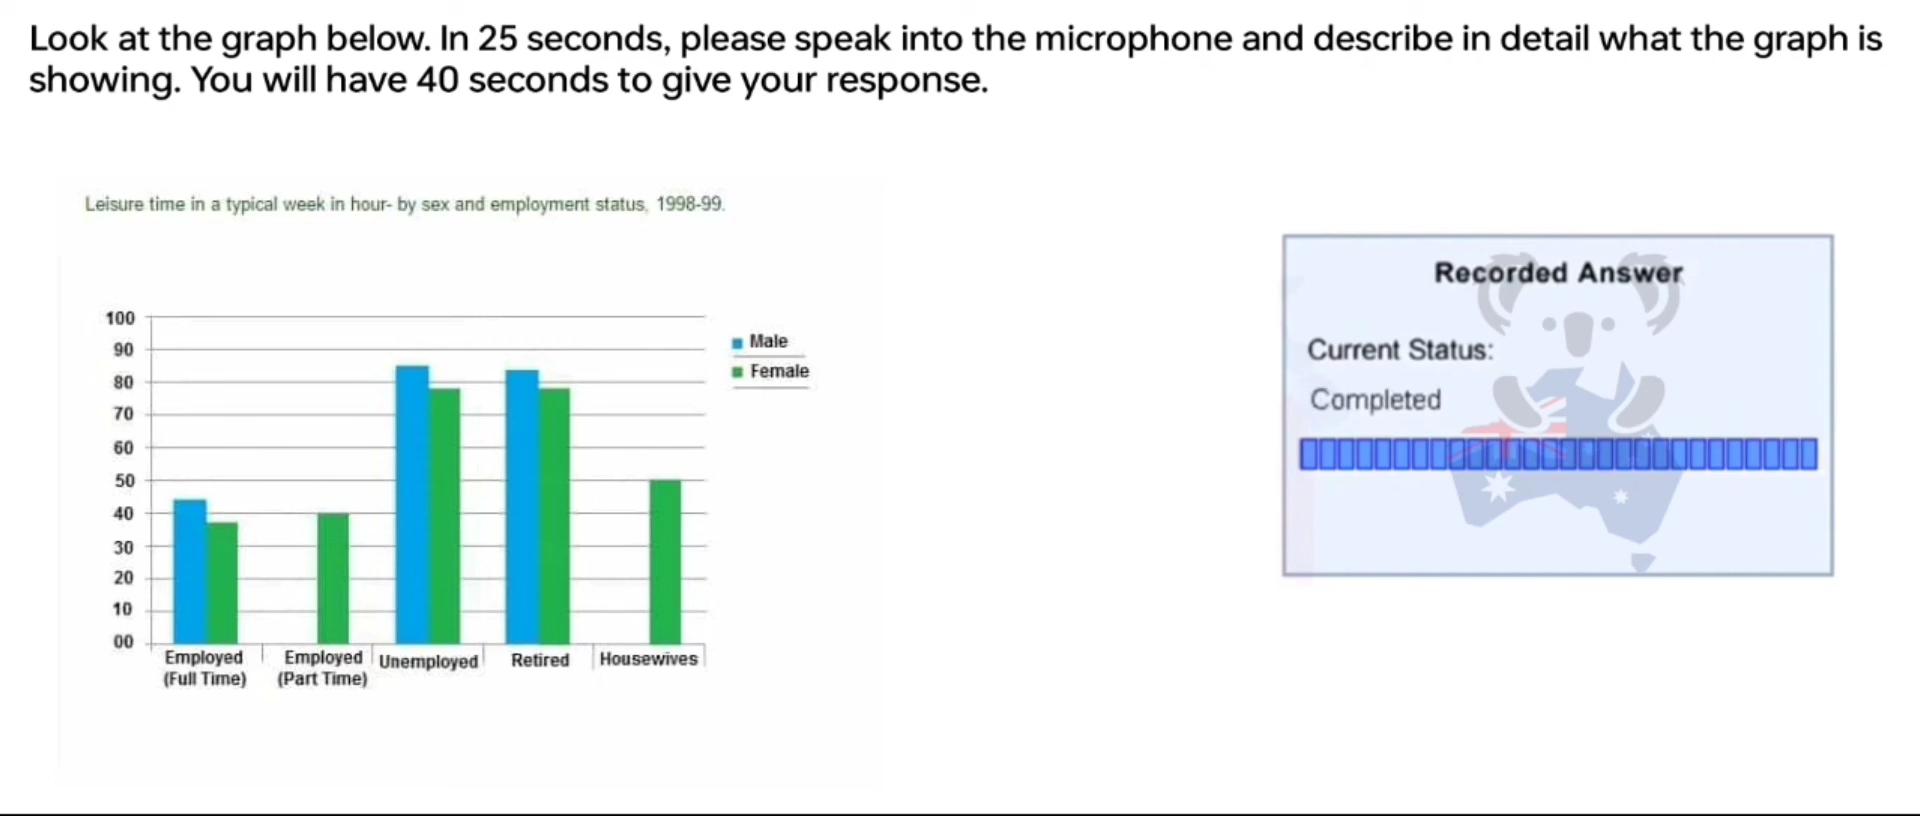 Look at the graph below. In 25 seconds, please speak into the microphone and describe in detail what the graph is
showing. You will have 40 seconds to give your response.
Leisure time in a typical week in hour- by sex and employment status, 1998-99.
100
90
80
70
60
50
40
30
20
10
00
Male
Female
Employed
(Full Time)
Employed
(Part Time)
Unemployed
Retired
Housewives
Recorded Answer
Current Status:
Completed